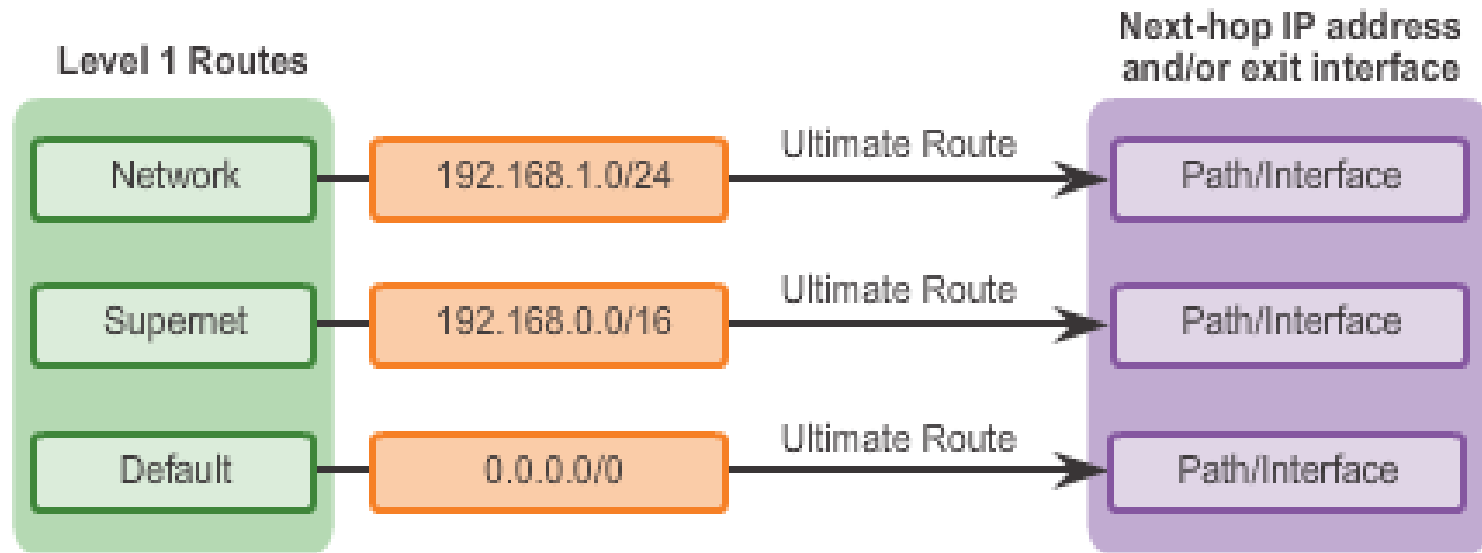 Level 1 Routes
Next-hop IP address
and/or exit interface
Network
192.168.1.0/24
Ultimate Route
Path/Interface
Supernet
192.168.0.0/16
Ultimate Route
Path/Interface
Default
0.0.0.0/0
Ultimate Route
Path/Interface